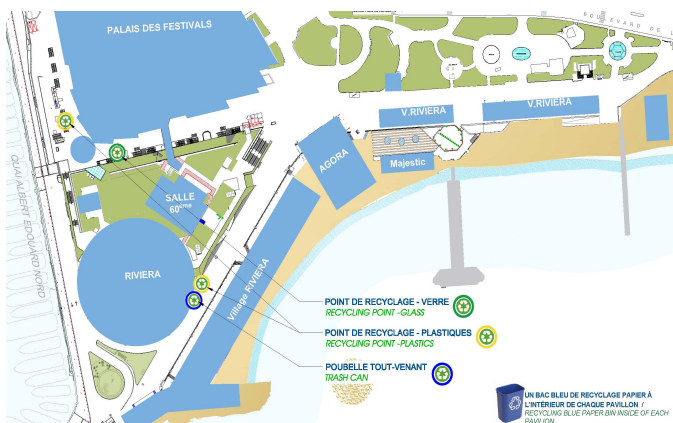 BOULEVARD DE L
PALAIS DES FESTIVALS
V.RIVIERA
V.RIVIERA
AGORA
Majestic
SALLE
60ème
QUAI ALBERT EDOUARD NORD
RIVIERA
Village RIVIERA
POINT DE RECYCLAGE - VERRE
RECYCLING POINT -GLASS
POINT DE RECYCLAGE - PLASTIQUES
RECYCLING POINT -PLASTICS
POUBELLE TOUT-VENANT
TRASH CAN
UN BAC BLEU DE RECYCLAGE PAPIER À
L'INTÉRIEUR DE CHAQUE PAVILLON /
RECYCLING BLUE PAPER BIN INSIDE OF EACH
PAVILION